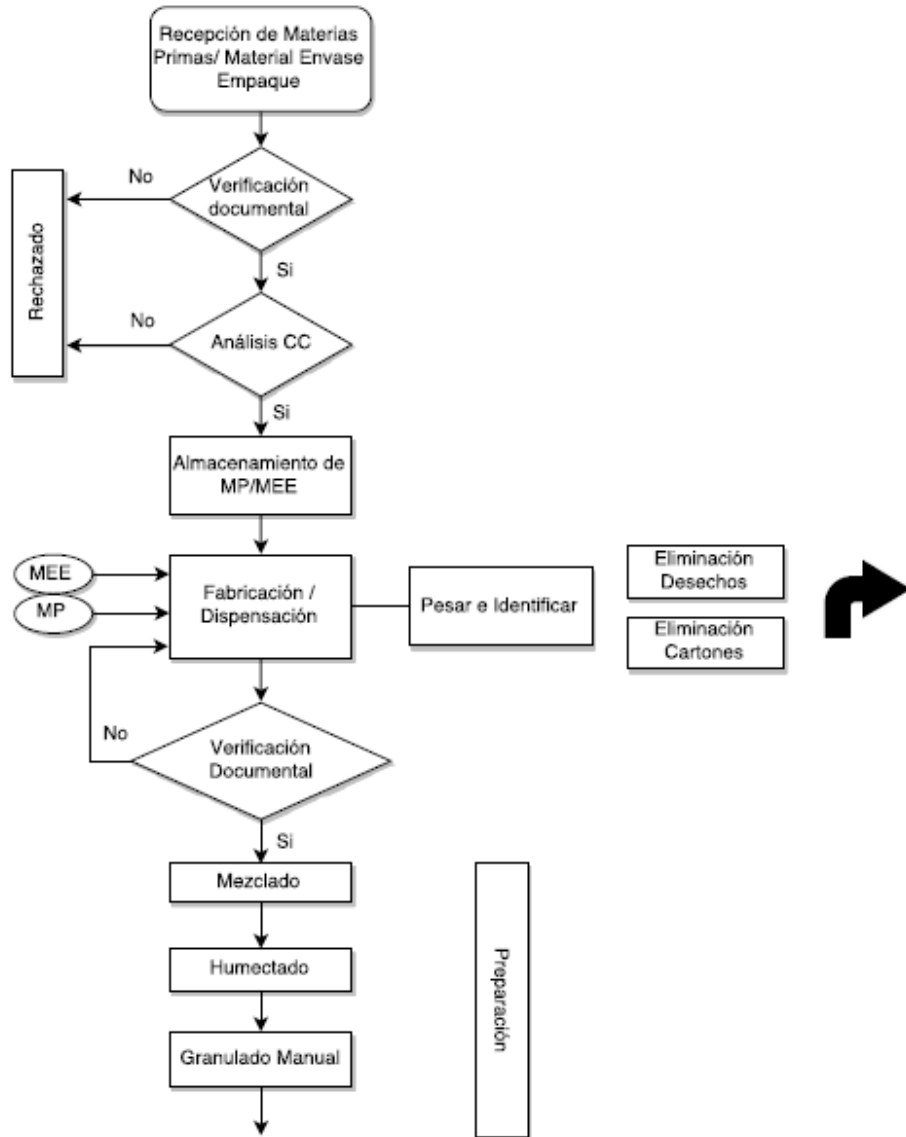 Recepción de Materias
Primas/ Material Envase
Empaque
No
Verificación
documental
Rechazado
Si
No
Análisis CC
Si
Almacenamiento de
MP/MEE
MEE
MP
Fabricación /
Dispensación
Pesar e Identificar
Eliminación
Desechos
Eliminación
Cartones
No
Verificación
Documental
Si
Mezclado
Humectado
Granulado Manual
Preparación